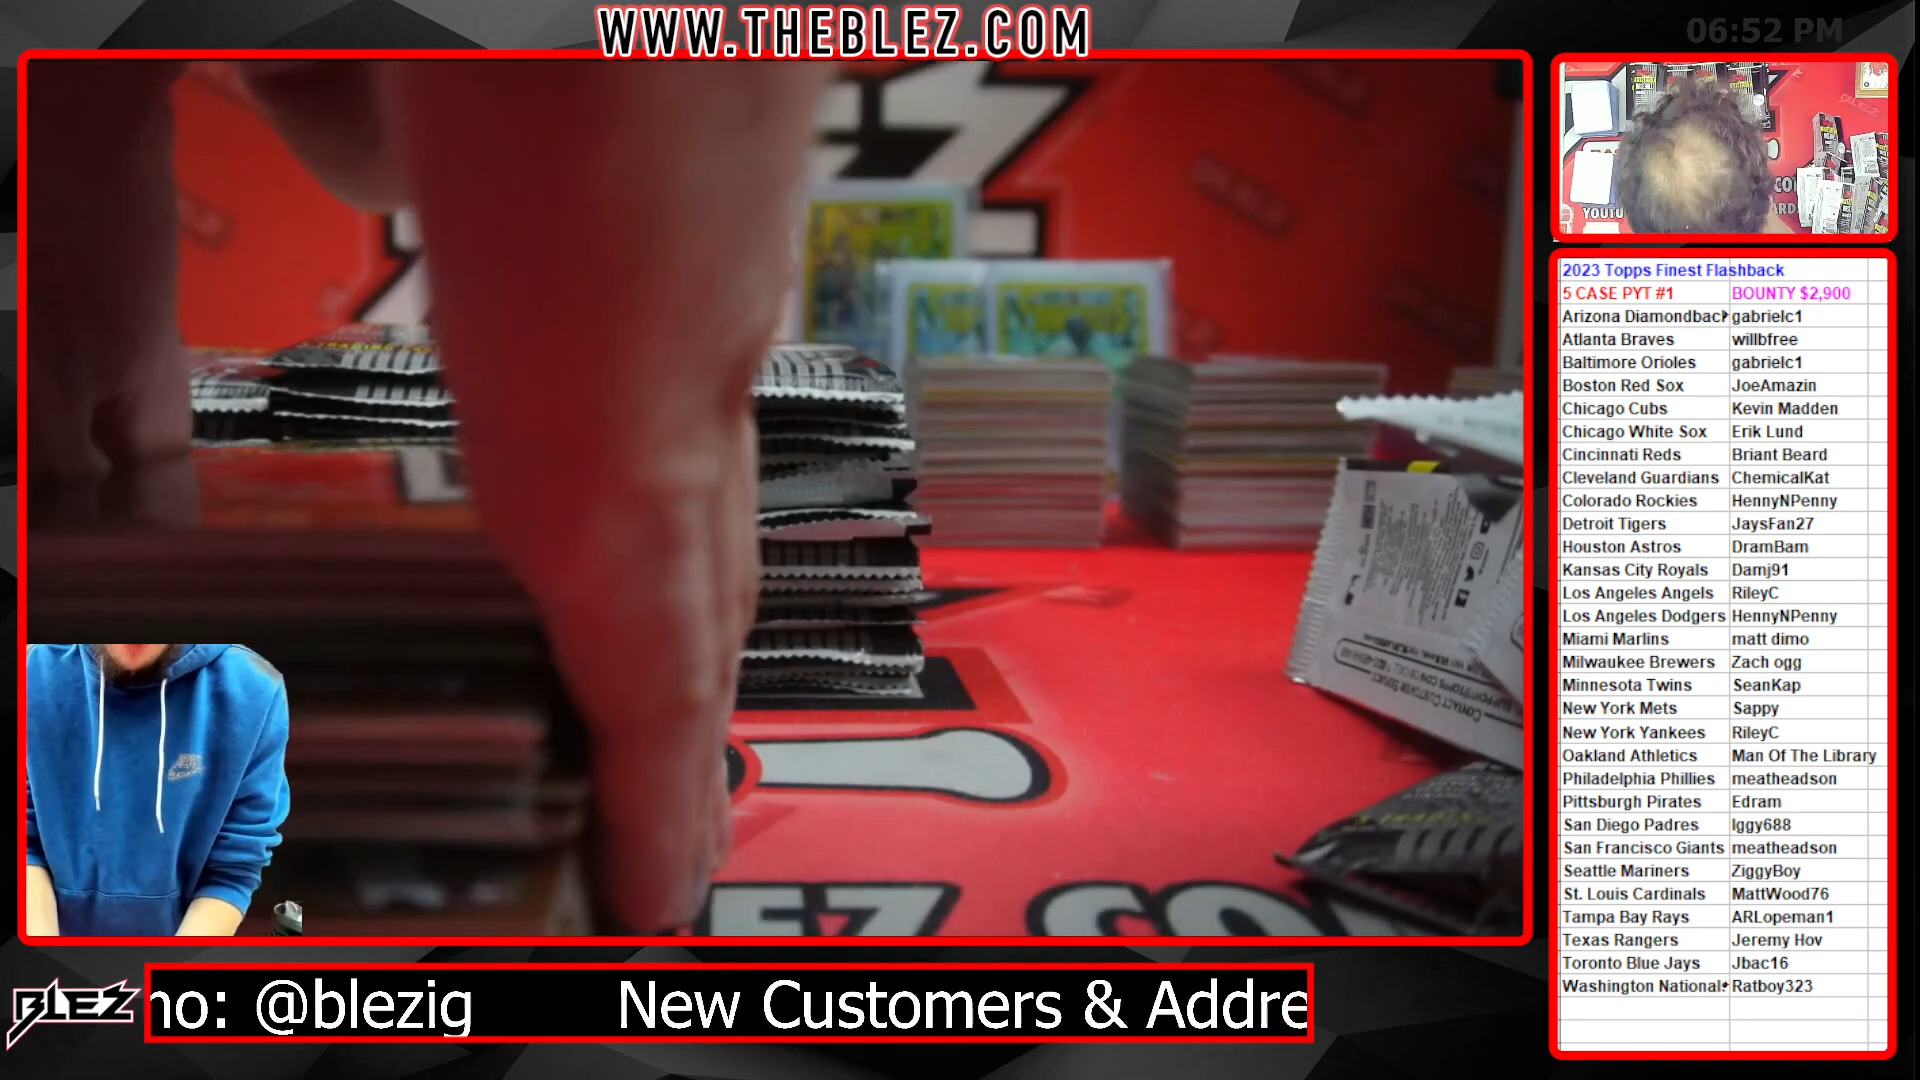 WWW.THEBLEZ.COM
06:52 PM
YOUTU
2023 Topps Finest Flashback
5 CASE PYT #1 BOUNTY $2,900
Arizona Diamondback gabrielc1
Atlanta Braves willbfree
Baltimore Orioles gabrielc1
Boston Red Sox JoeAmazin
Chicago Cubs Kevin Madden
Chicago White Sox Erik Lund
Cincinnati Reds Briant Beard
Cleveland Guardians ChemicalKat
Colorado Rockies HennyNPenny
Detroit Tigers JaysFan27
Houston Astros DramBam
Kansas City Royals Damj91
Los Angeles Angels RileyC
Los Angeles Dodgers HennyNPenny
Miami Marlins matt dimo
Milwaukee Brewers Zach ogg
Minnesota Twins SeanKap
New York Mets Sappy
New York Yankees RileyC
Oakland Athletics Man Of The Library
Philadelphia Phillies meatheadson
Pittsburgh Pirates Edram
San Diego Padres Iggy688
San Francisco Giants meatheadson
Seattle Mariners ZiggyBoy
St. Louis Cardinals MattWood76
Tampa Bay Rays ARLopeman1
Texas Rangers Jeremy Hov
Toronto Blue Jays Jbac16
Washington Nationals Ratboy323
CONTACT CUSTOMER SERVICE
EZ CO
BLEZ
no: @blezig New Customers & Addre